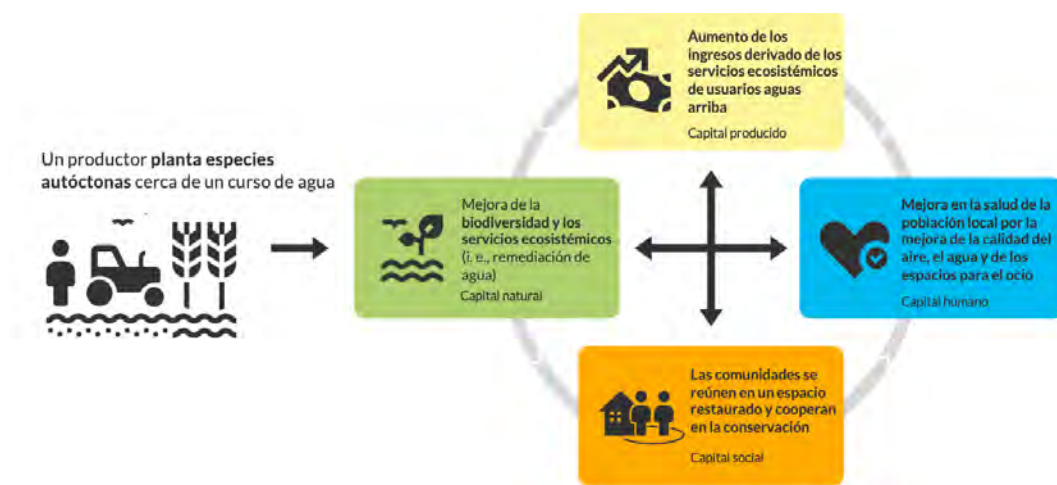 Un productor planta especies
autóctonas cerca de un curso de agua
Mejora de la
biodiversidad y los
servicios ecosistémicos
(i. e., remediación de
agua)
Capital natural
Aumento de los
ingresos derivado de los
servicios ecosistémicos
de usuarios aguas
arriba
Capital producido
Mejora en la salud de la
población local por la
mejora de la calidad del
aire, el agua y de los
espacios para el ocio
Capital humano
Las comunidades se
reúnen en un espacio
restaurado y cooperan
en la conservación
Capital social